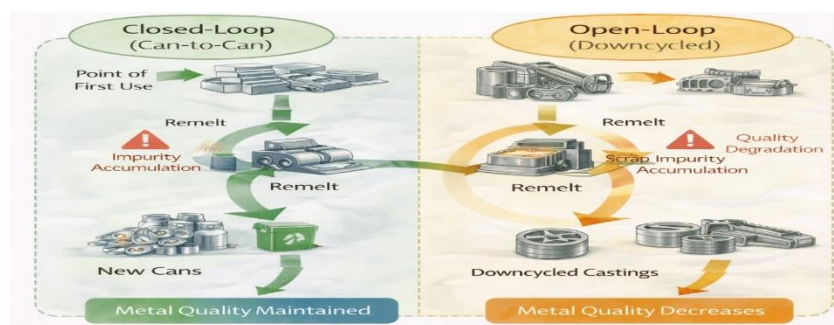 Closed-Loop
(Can-to-Can)
Point of
First Use
Remelt
Impurity
Accumulation
Remelt
New Cans
Metal Quality Maintained
Open-Loop
(Downcycled)
Remelt
Quality
Degradation
Scrap Impurity
Accumulation
Remelt
Downcycled Castings
Metal Quality Decreases